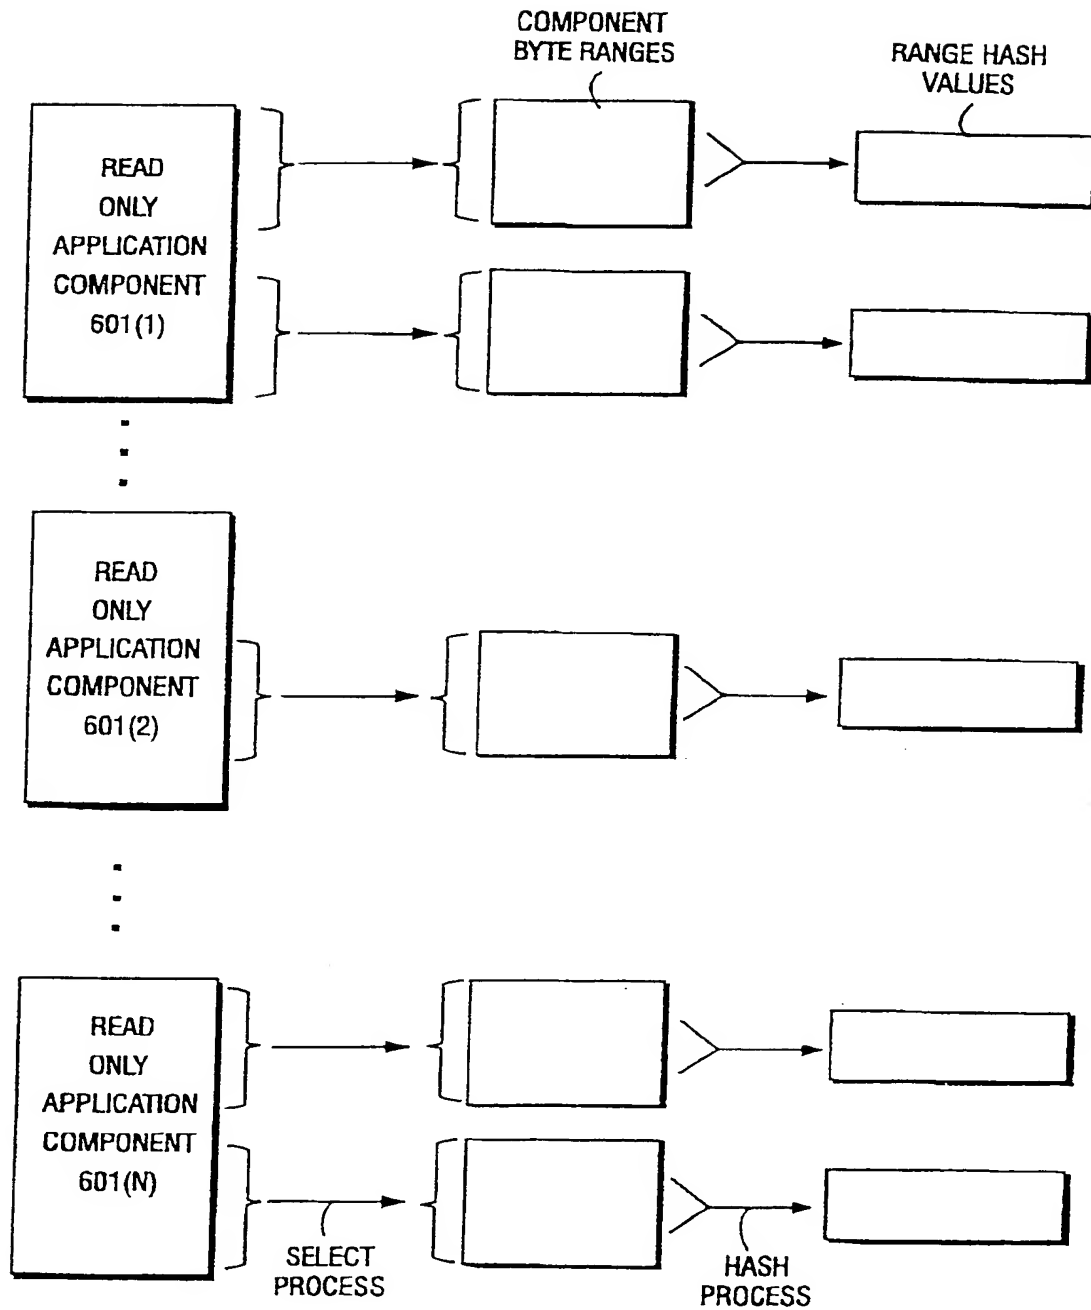 COMPONENT
BYTE RANGES
RANGE HASH
VALUES
READ
ONLY
APPLICATION
COMPONENT
601(1)
READ
ONLY
APPLICATION
COMPONENT
601(2)
READ
ONLY
APPLICATION
COMPONENT
601(N)
SELECT
PROCESS
HASH
PROCESS